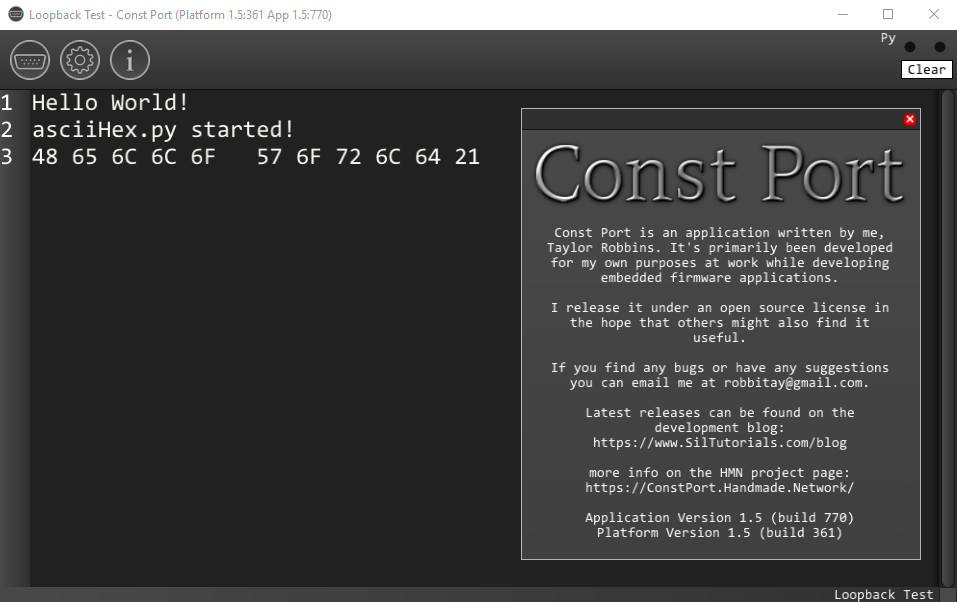 Loopback Test - Const Port (Platform 1.5:361 App 1.5:770)
Py
Clear
1 Hello World!
2 asciiHex.py started!
3 48 65 6C 6C 6F   57 6F 72 6C 64 21
Const Port
Const Port is an application written by me,
Taylor Robbins. It's primarily been developed
for my own purposes at work while developing
embedded firmware applications.
I release it under an open source license in
the hope that others might also find it
useful.
If you find any bugs or have any suggestions
you can email me at robbitay@gmail.com.
Latest releases can be found on the
development blog:
https://www.SilTutorials.com/blog
more info on the HMN project page:
https://ConstPort.Handmade.Network/
Application Version 1.5 (build 770)
Platform Version 1.5 (build 361)
Loopback Test